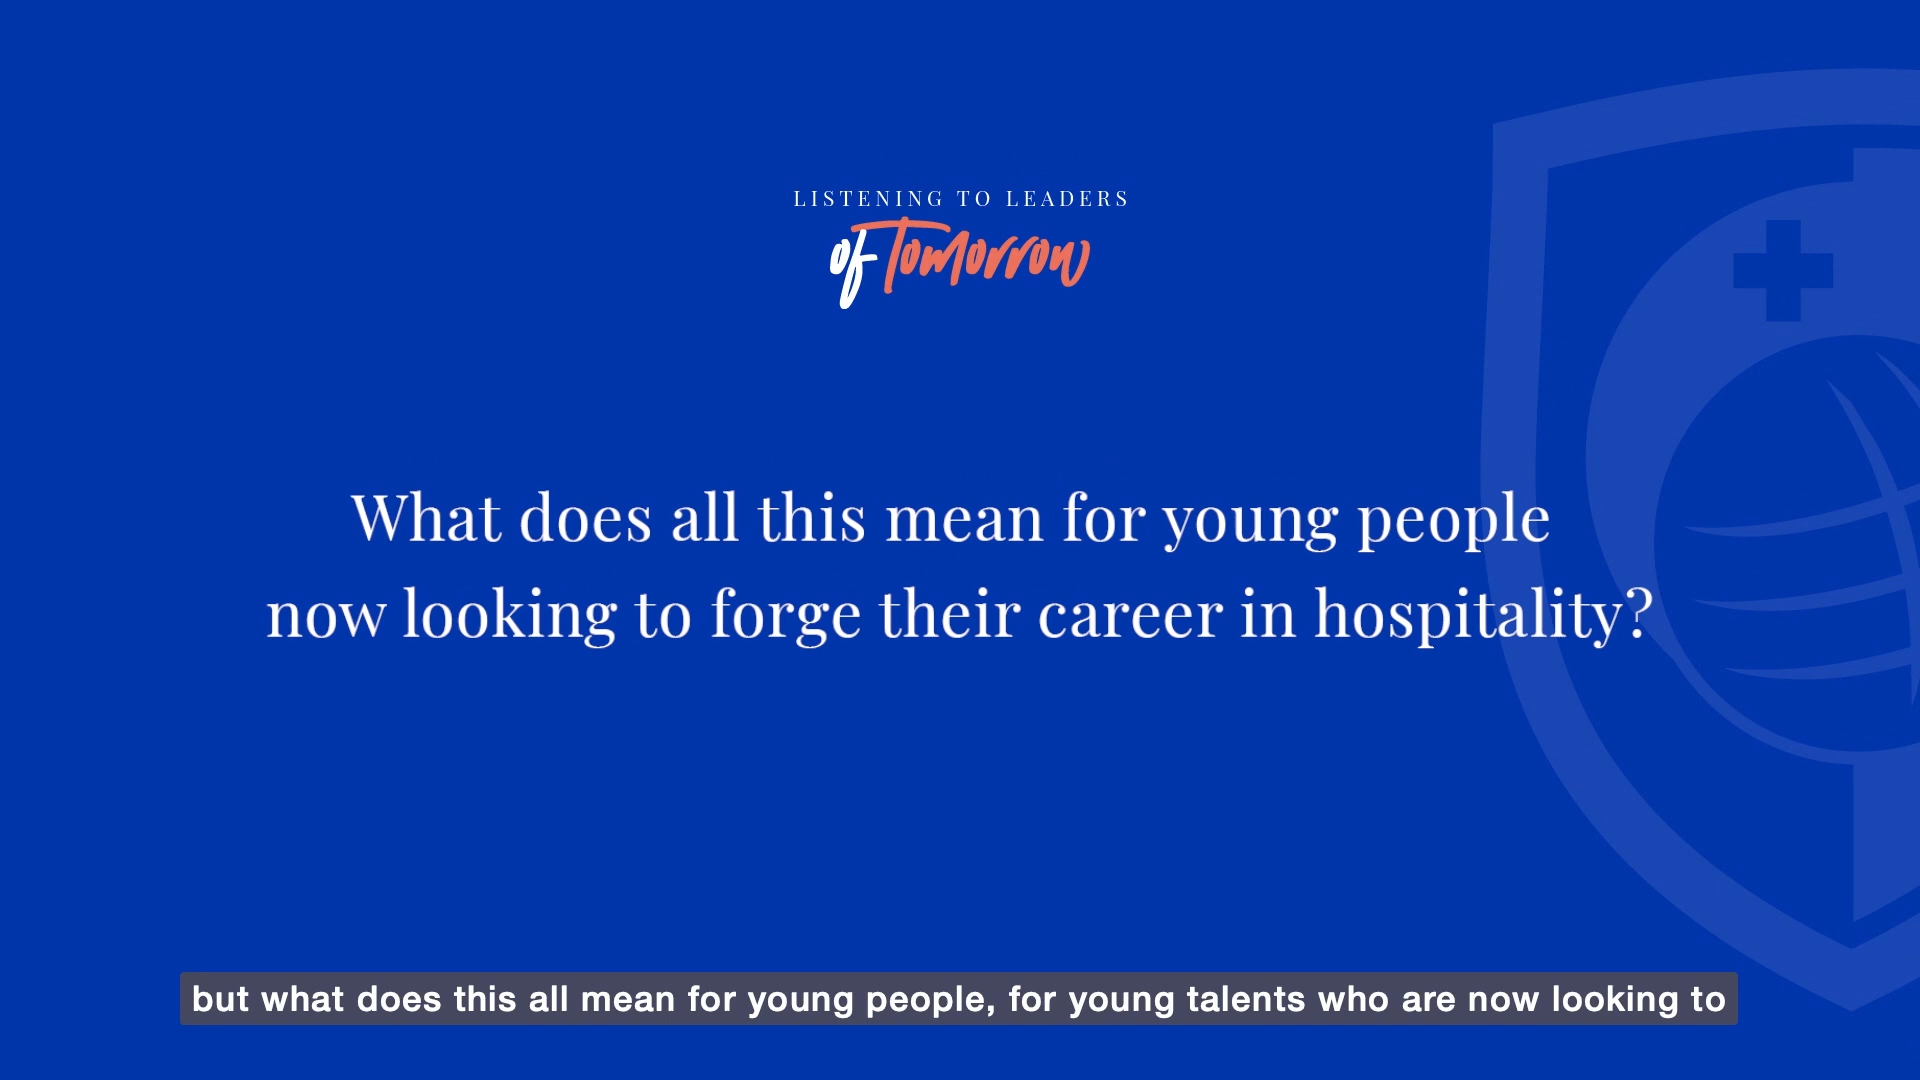 LISTENING TO LEADERS
of Tomorrow
What does all this mean for young people
now looking to forge their career in hospitality?
but what does this all mean for young people, for young talents who are now looking to